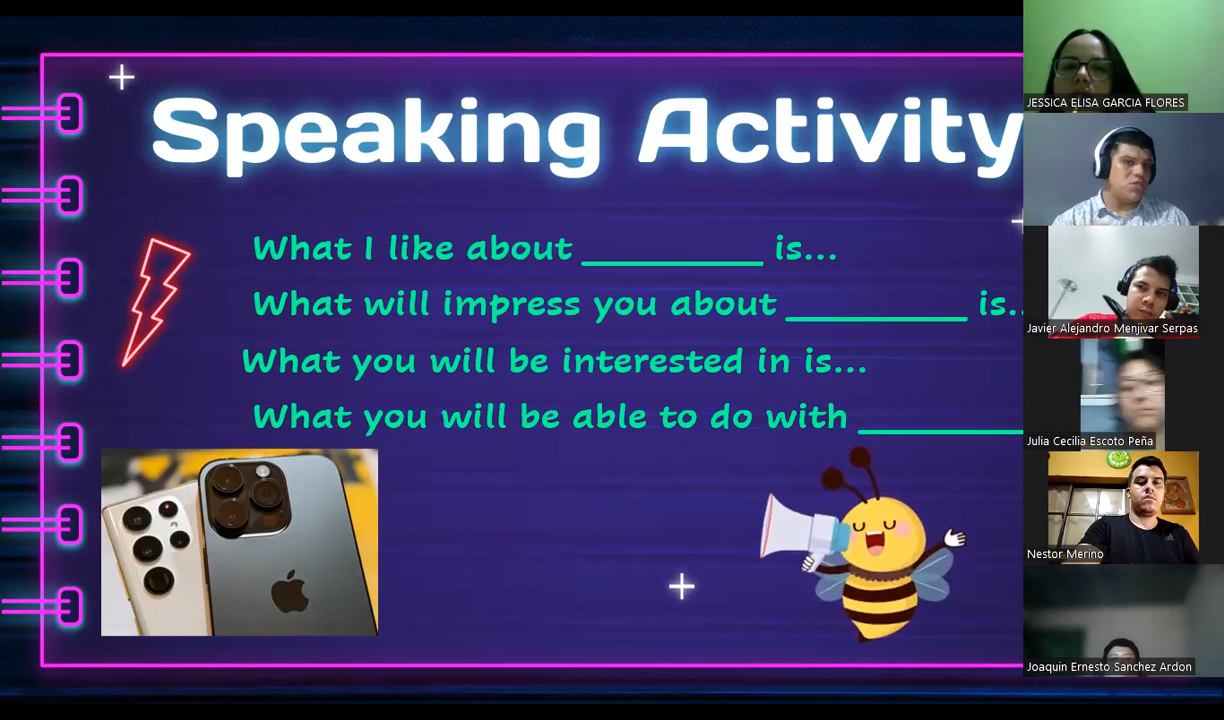 Speaking Activity
What I like about __________ is...
What will impress you about __________ is..
What you will be interested in is...
What you will be able to do with __________
JESSICA ELISA GARCIA FLORES
Javier Alejandro Menjivar Serpas
Julia Cecilia Escoto Peña
Nestor Merino
Joaquin Ernesto Sanchez Ardon